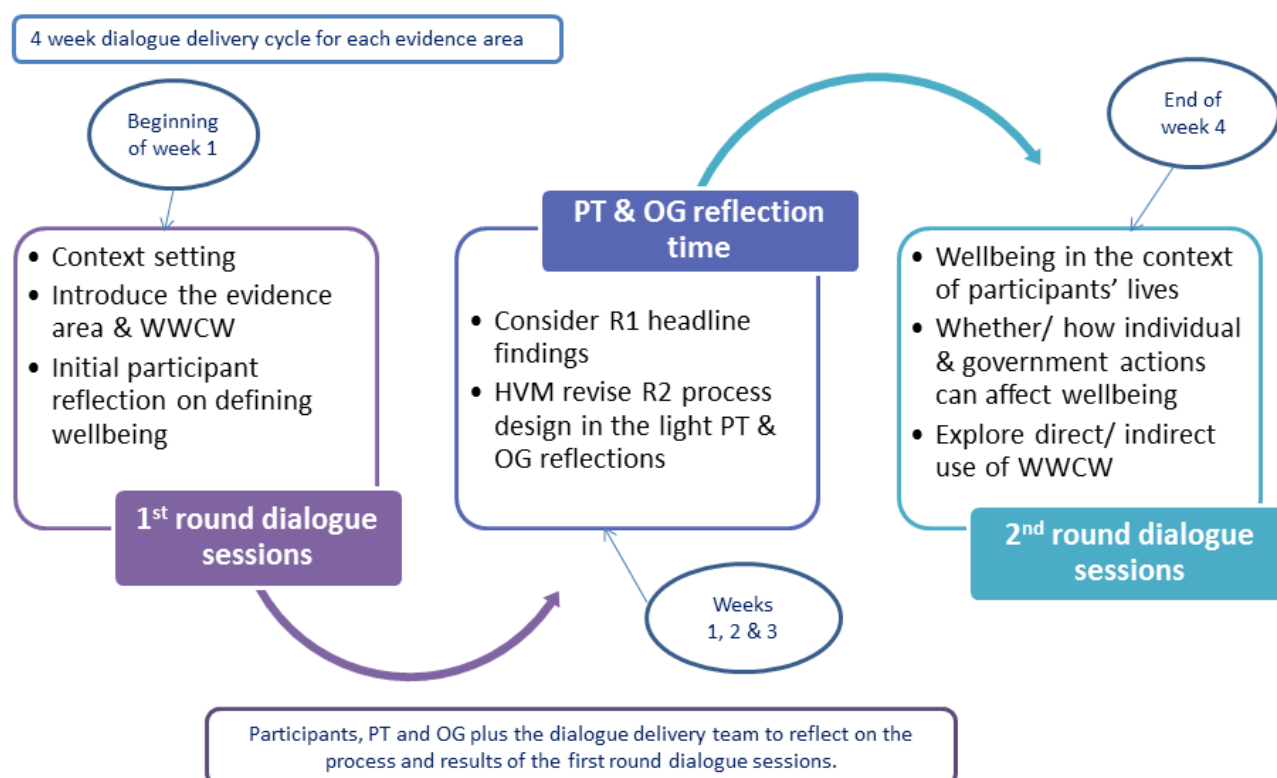 4 week dialogue delivery cycle for each evidence area
Beginning
of week 1
• Context setting
• Introduce the evidence
area & WWCW
• Initial participant
reflection on defining
wellbeing
1st round dialogue
sessions
PT & OG reflection
time
• Consider R1 headline
findings
• HVM revise R2 process
design in the light PT &
OG reflections
Weeks
1, 2 & 3
End of
week 4
• Wellbeing in the context
of participants’ lives
• Whether/ how individual
& government actions
can affect wellbeing
• Explore direct/ indirect
use of WWCW
2nd round dialogue
sessions
Participants, PT and OG plus the dialogue delivery team to reflect on the
process and results of the first round dialogue sessions.